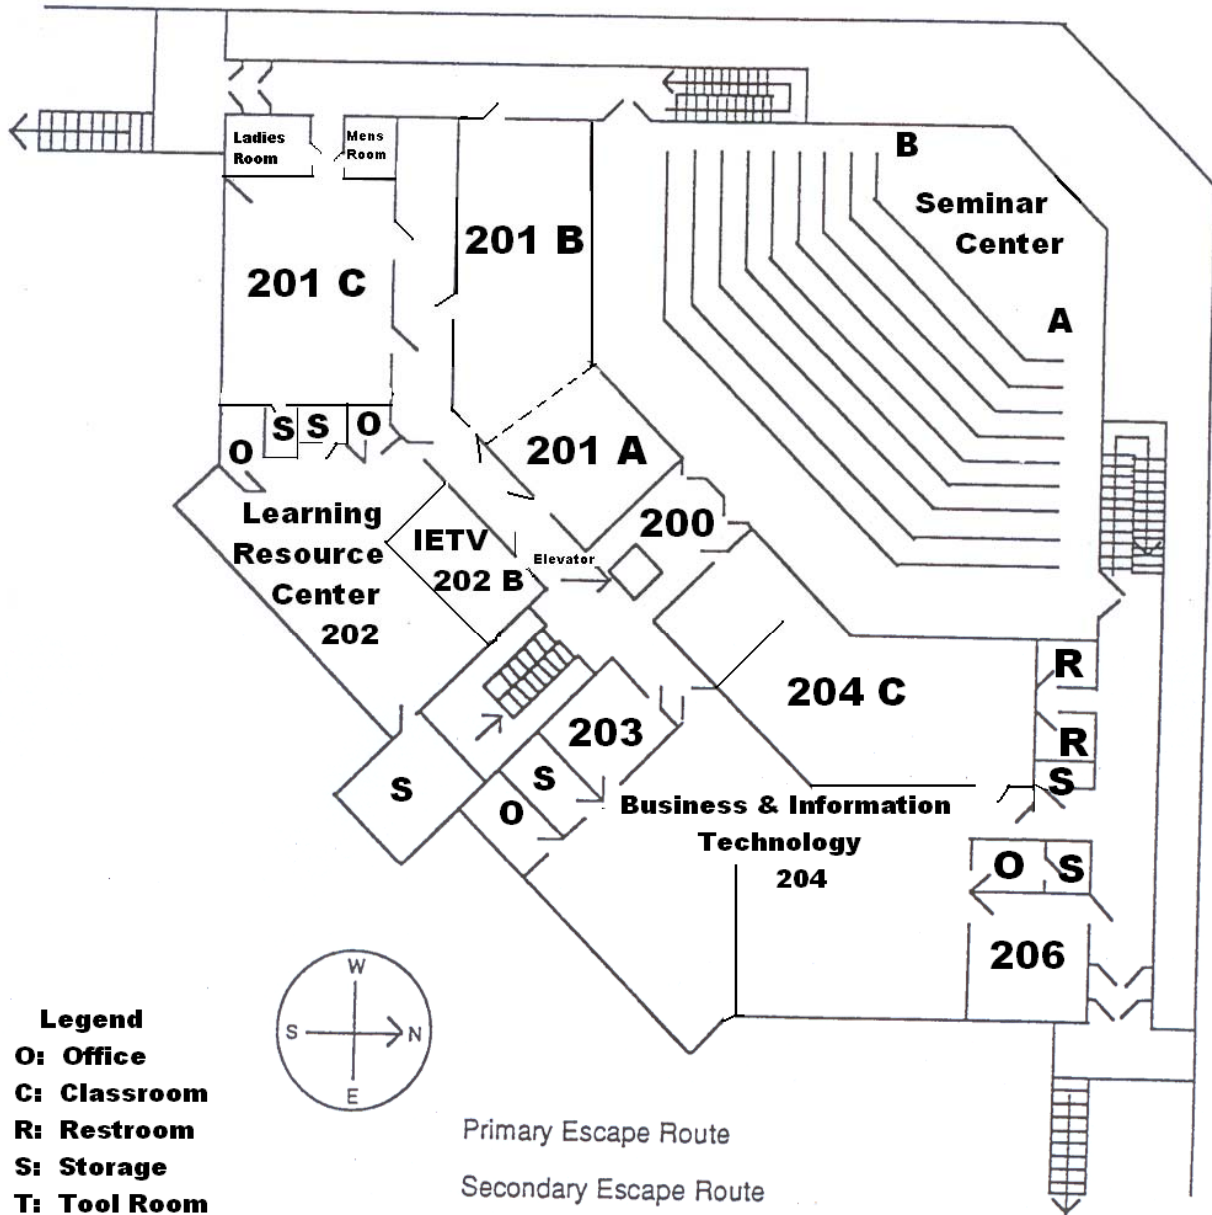 Ladies
Room
Mens
Room
B
Seminar
Center
201 B
201 C
A
S
S
O
O
201 A
Learning
Resource
Center
202
IETV
202 B
200
Elevator
R
204 C
203
R
S
S
S
O
Business & Information
Technology
204
O
S
206
W
S
N
E
Legend
O: Office
C: Classroom
R: Restroom
S: Storage
T: Tool Room
Primary Escape Route
Secondary Escape Route